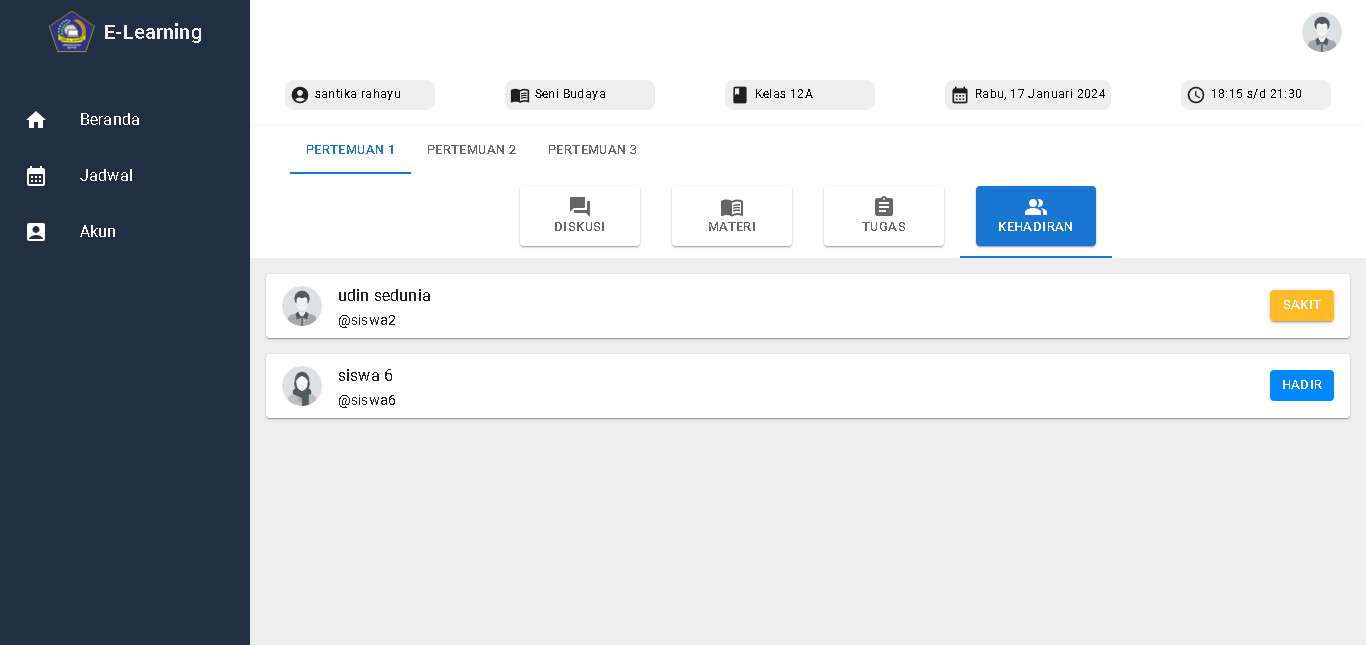 E-Learning
Beranda
Jadwal
Akun
santika rahayu
Seni Budaya
Kelas 12A
Rabu, 17 Januari 2024
18:15 s/d 21:30
PERTEMUAN 1
PERTEMUAN 2
PERTEMUAN 3
DISKUSI
MATERI
TUGAS
KEHADIRAN
udin sedunia
@siswa2
SAKIT
siswa 6
@siswa6
HADIR